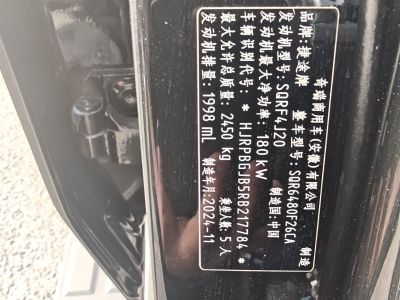 奇瑞商用车(安徽)有限公司 制造
品牌：捷途牌 整车型号：SQR6480F26CA
发动机型号：SQRF4J20
发动机最大净功率：180 kW 制造国：中国
车辆识别代号：* HJRPBGJB5RB217784 *
最大允许总质量：2450 kg 乘坐人数：5人
发动机排量：1998 mL 制造年月：2024-11